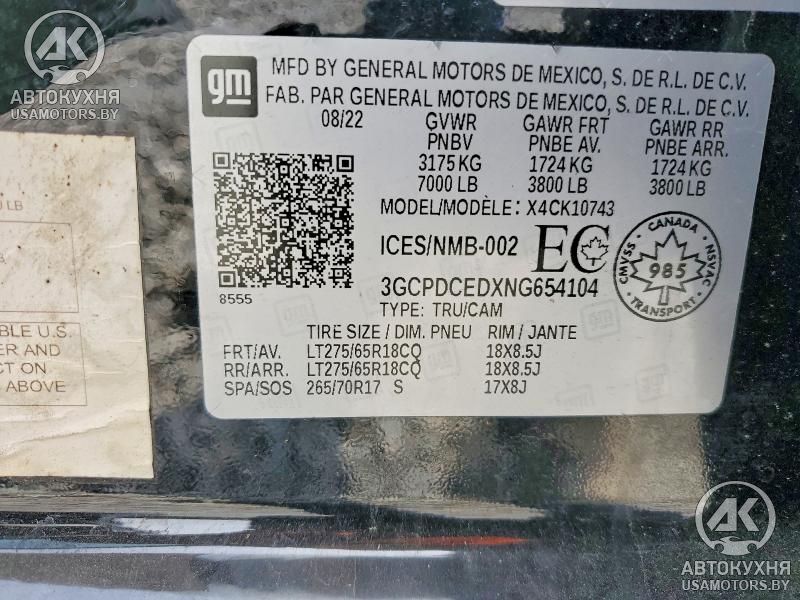 AK
АВТОКУХНЯ
USAMOTORS.BY
gm
MFD BY GENERAL MOTORS DE MEXICO, S. DE R.L. DE C.V.
FAB. PAR GENERAL MOTORS DE MEXICO, S. DE R.L. DE C.V.
08/22 GVWR GAWR FRT GAWR RR
PNBV PNBE AV. PNBE ARR.
3175 KG 1724 KG 1724 KG
7000 LB 3800 LB 3800 LB
MODEL/MODÈLE: X4CK10743
ICES/NMB-002 EC
CANADA
CMVSS 985 NSVAC
TRANSPORT
3GCPDCEDXNG654104
8555
TYPE: TRU/CAM
TIRE SIZE / DIM. PNEU RIM / JANTE
FRT/AV. LT275/65R18CQ 18X8.5J
RR/ARR. LT275/65R18CQ 18X8.5J
SPA/SOS 265/70R17 S 17X8J
LB
BLE U.S.
ER AND
ECT ON
ABOVE
AK
АВТОКУХНЯ
USAMOTORS.BY